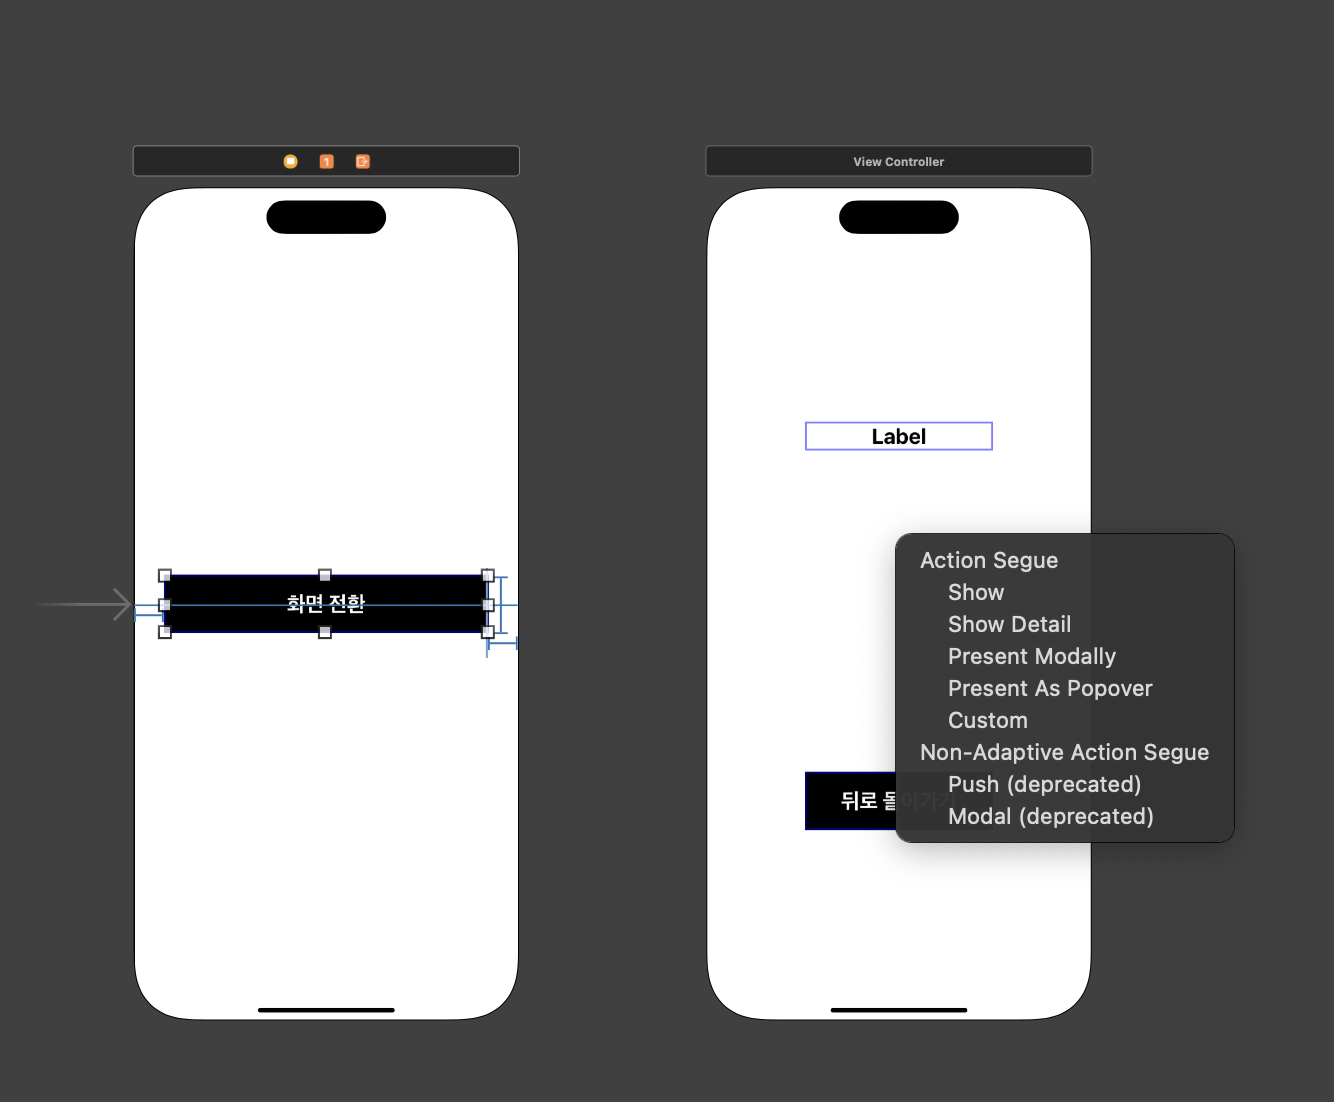 1
View Controller
Label
화면 전환
Action Segue
Show
Show Detail
Present Modally
Present As Popover
Custom
Non-Adaptive Action Segue
Push (deprecated)
Modal (deprecated)
뒤로 돌아가기